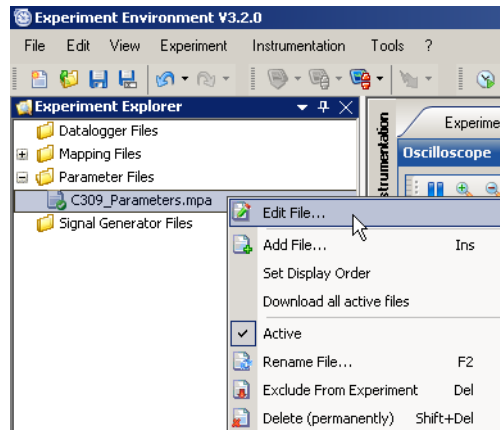 Experiment Environment V3.2.0
File Edit View Experiment Instrumentation Tools ?
Experiment Explorer
Instrumentation
Experime
Datalogger Files
Mapping Files
Oscilloscope
Parameter Files
C309_Parameters.mpa
Signal Generator Files
Edit File...
Add File... Ins
Set Display Order
Download all active files
Active
Rename File... F2
Exclude From Experiment Del
Delete (permanently) Shift+Del